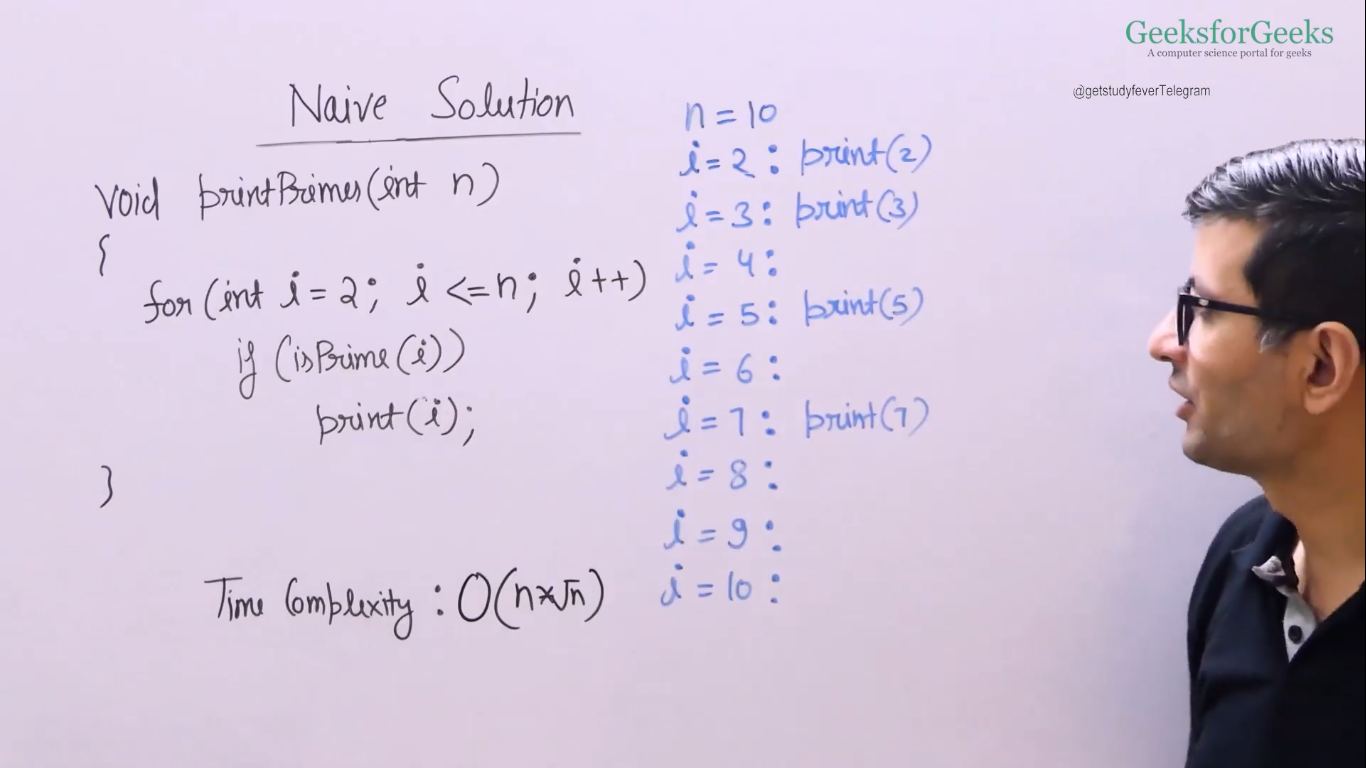 GeeksforGeeks
A computer science portal for geeks
@getstudyfeverTelegram
Naive Solution
void printPrimes(int n)
{
for (int i = 2; i <= n; i++)
if (isPrime(i))
print(i);
}
Time Complexity : O(n*√n)
n = 10
i = 2 : print(2)
i = 3 : print(3)
i = 4 :
i = 5 : print(5)
i = 6 :
i = 7 : print(7)
i = 8 :
i = 9 :
i = 10 :